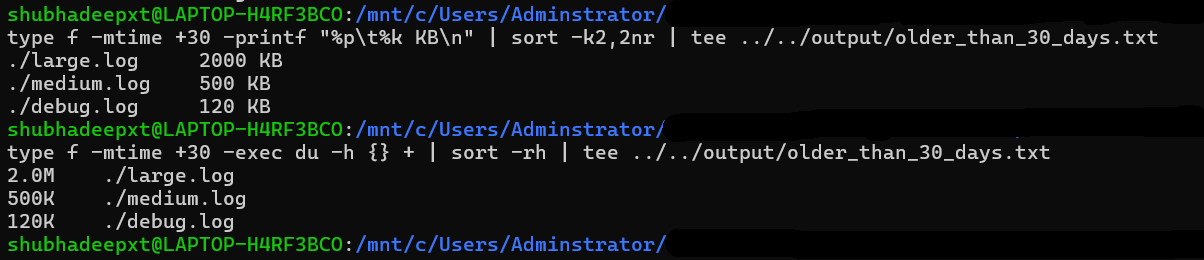 shubhadeepxt@LAPTOP-H4RF3BCO:/mnt/c/Users/Adminstrator/
type f -mtime +30 -printf "%p\t%k KB\n" | sort -k2,2nr | tee ../../output/older_than_30_days.txt
./large.log     2000 KB
./medium.log    500 KB
./debug.log     120 KB
shubhadeepxt@LAPTOP-H4RF3BCO:/mnt/c/Users/Adminstrator/
type f -mtime +30 -exec du -h {} + | sort -rh | tee ../../output/older_than_30_days.txt
2.0M    ./large.log
500K    ./medium.log
120K    ./debug.log
shubhadeepxt@LAPTOP-H4RF3BCO:/mnt/c/Users/Adminstrator/